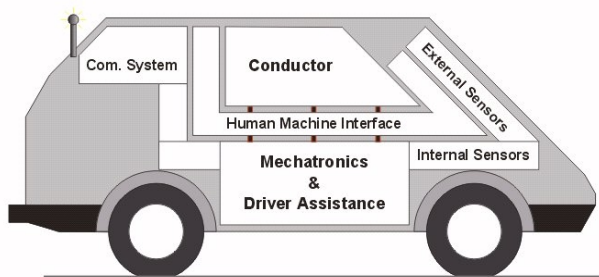 Com. System
Conductor
External Sensors
Human Machine Interface
Mechatronics
&
Driver Assistance
Internal Sensors